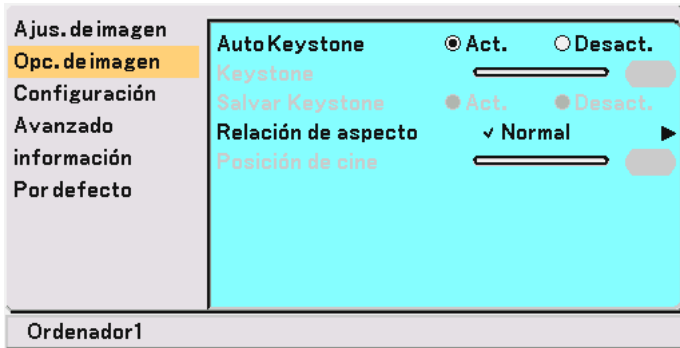 Ajus. de imagen
Opc. de imagen
Configuración
Avanzado
información
Por defecto
Auto Keystone Act. Desact.
Keystone
Salvar Keystone Act. Desact.
Relación de aspecto Normal
Posición de cine
Ordenador1